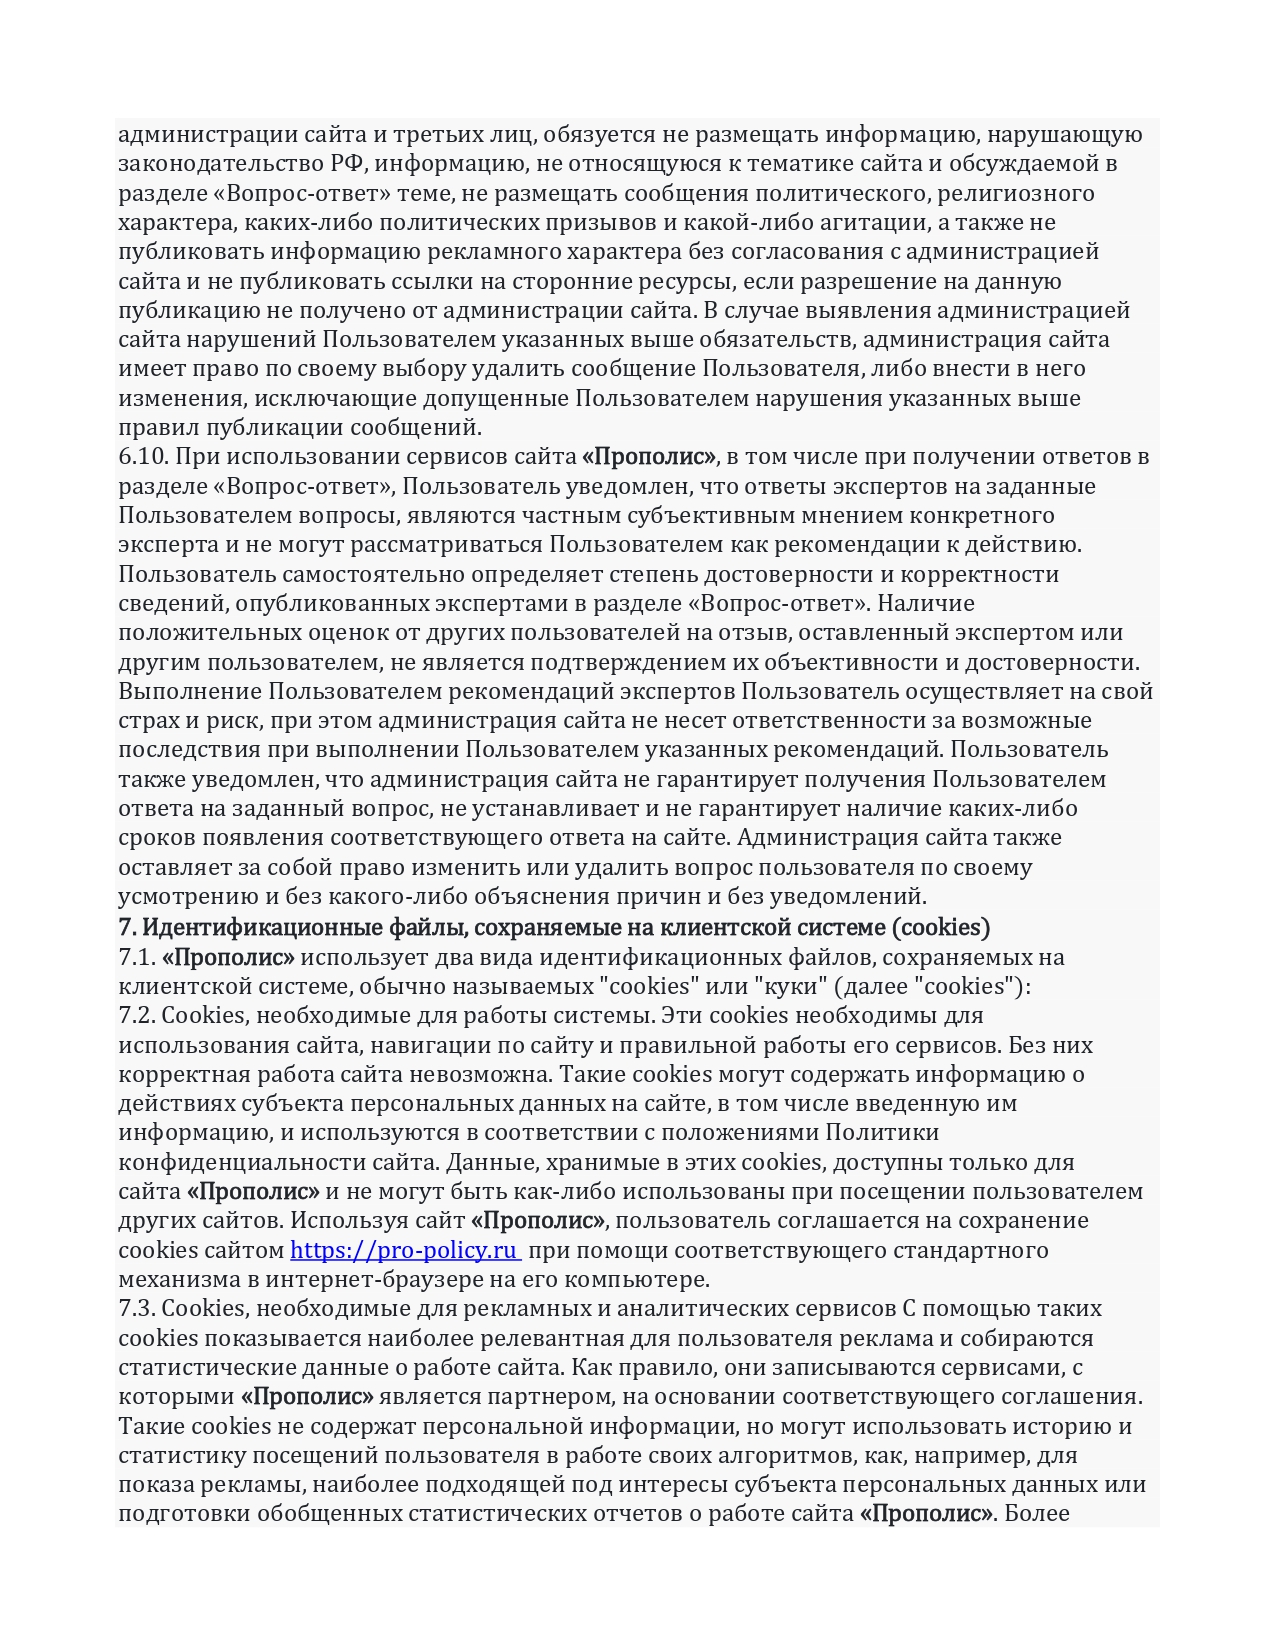 администрации сайта и третьих лиц, обязуется не размещать информацию, нарушающую
законодательство РФ, информацию, не относящуюся к тематике сайта и обсуждаемой в
разделе «Вопрос-ответ» теме, не размещать сообщения политического, религиозного
характера, каких-либо политических призывов и какой-либо агитации, а также не
публиковать информацию рекламного характера без согласования с администрацией
сайта и не публиковать ссылки на сторонние ресурсы, если разрешение на данную
публикацию не получено от администрации сайта. В случае выявления администрацией
сайта нарушений Пользователем указанных выше обязательств, администрация сайта
имеет право по своему выбору удалить сообщение Пользователя, либо внести в него
изменения, исключающие допущенные Пользователем нарушения указанных выше
правил публикации сообщений.
6.10. При использовании сервисов сайта «Прополис», в том числе при получении ответов в
разделе «Вопрос-ответ», Пользователь уведомлен, что ответы экспертов на заданные
Пользователем вопросы, являются частным субъективным мнением конкретного
эксперта и не могут рассматриваться Пользователем как рекомендации к действию.
Пользователь самостоятельно определяет степень достоверности и корректности
сведений, опубликованных экспертами в разделе «Вопрос-ответ». Наличие
положительных оценок от других пользователей на отзыв, оставленный экспертом или
другим пользователем, не является подтверждением их объективности и достоверности.
Выполнение Пользователем рекомендаций экспертов Пользователь осуществляет на свой
страх и риск, при этом администрация сайта не несет ответственности за возможные
последствия при выполнении Пользователем указанных рекомендаций. Пользователь
также уведомлен, что администрация сайта не гарантирует получения Пользователем
ответа на заданный вопрос, не устанавливает и не гарантирует наличие каких-либо
сроков появления соответствующего ответа на сайте. Администрация сайта также
оставляет за собой право изменить или удалить вопрос пользователя по своему
усмотрению и без какого-либо объяснения причин и без уведомлений.
7. Идентификационные файлы, сохраняемые на клиентской системе (cookies)
7.1. «Прополис» использует два вида идентификационных файлов, сохраняемых на
клиентской системе, обычно называемых "cookies" или "куки" (далее "cookies"):
7.2. Cookies, необходимые для работы системы. Эти cookies необходимы для
использования сайта, навигации по сайту и правильной работы его сервисов. Без них
корректная работа сайта невозможна. Такие cookies могут содержать информацию о
действиях субъекта персональных данных на сайте, в том числе введенную им
информацию, и используются в соответствии с положениями Политики
конфиденциальности сайта. Данные, хранимые в этих cookies, доступны только для
сайта «Прополис» и не могут быть как-либо использованы при посещении пользователем
других сайтов. Используя сайт «Прополис», пользователь соглашается на сохранение
cookies сайтом https://pro-policy.ru при помощи соответствующего стандартного
механизма в интернет-браузере на его компьютере.
7.3. Cookies, необходимые для рекламных и аналитических сервисов С помощью таких
cookies показывается наиболее релевантная для пользователя реклама и собираются
статистические данные о работе сайта. Как правило, они записываются сервисами, с
которыми «Прополис» является партнером, на основании соответствующего соглашения.
Такие cookies не содержат персональной информации, но могут использовать историю и
статистику посещений пользователя в работе своих алгоритмов, как, например, для
показа рекламы, наиболее подходящей под интересы субъекта персональных данных или
подготовки обобщенных статистических отчетов о работе сайта «Прополис». Более